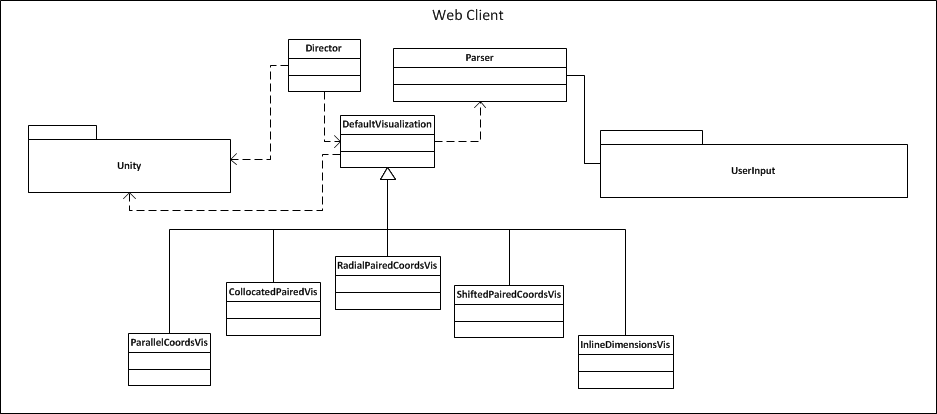 Web Client
Director
Parser
DefaultVisualization
Unity
UserInput
RadialPairedCoordsVis
CollocatedPairedVis
ShiftedPairedCoordsVis
ParallelCoordsVis
InlineDimensionsVis